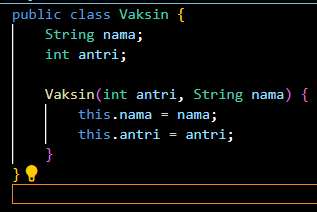 public class Vaksin {
    String nama;
    int antri;

    Vaksin(int antri, String nama) {
        this.nama = nama;
        this.antri = antri;
    }
}